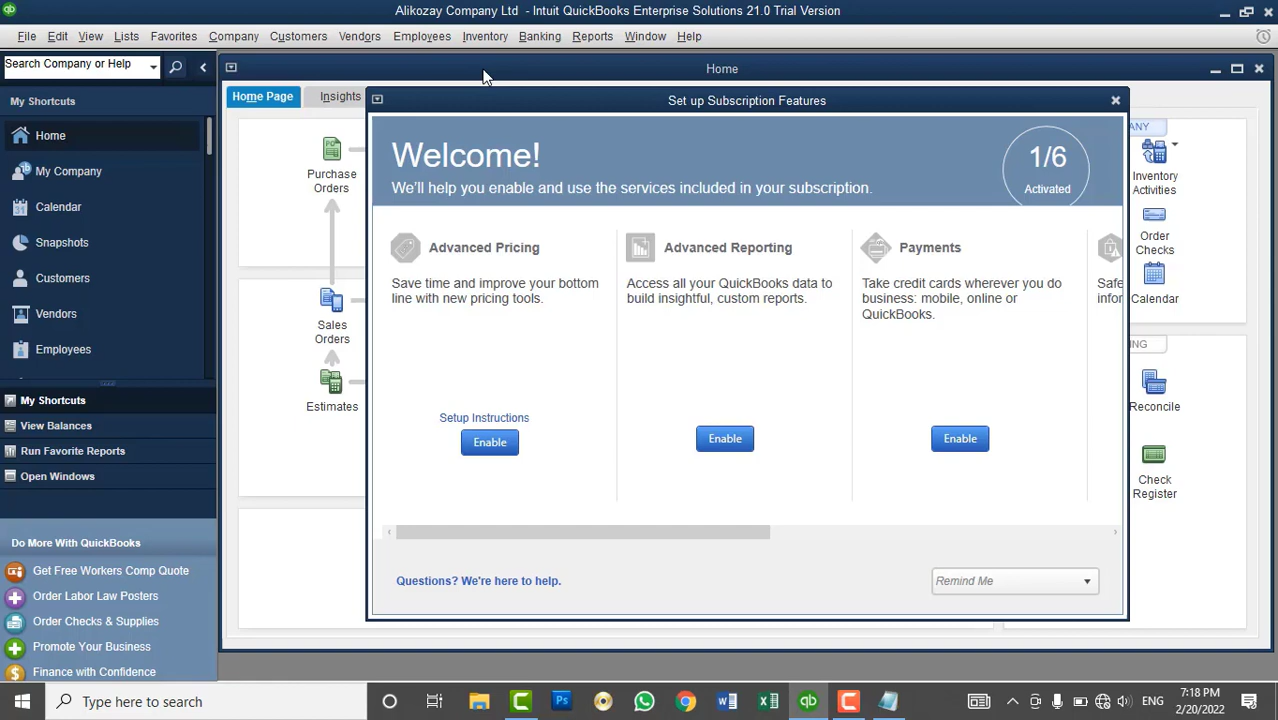 Alikozay Company Ltd - Intuit QuickBooks Enterprise Solutions 21.0 Trial Version
File Edit View Lists Favorites Company Customers Vendors Employees Inventory Banking Reports Window Help
Search Company or Help
Home
My Shortcuts
Home
My Company
Calendar
Snapshots
Customers
Vendors
Employees
My Shortcuts
View Balances
Run Favorite Reports
Open Windows
Do More With QuickBooks
Get Free Workers Comp Quote
Order Labor Law Posters
Order Checks & Supplies
Promote Your Business
Finance with Confidence
Home Page Insights
Purchase
Orders
Sales
Orders
Estimates
Set up Subscription Features
Welcome!
We'll help you enable and use the services included in your subscription.
1/6
Activated
Advanced Pricing
Save time and improve your bottom
line with new pricing tools.
Setup Instructions
Enable
Advanced Reporting
Access all your QuickBooks data to
build insightful, custom reports.
Enable
Payments
Take credit cards wherever you do
business: mobile, online or
QuickBooks.
Enable
Safe
infor
Questions? We're here to help.
Remind Me
ANY
Inventory
Activities
Order
Checks
Calendar
NG
Reconcile
Check
Register
Type here to search
ENG
7:18 PM
2/20/2022